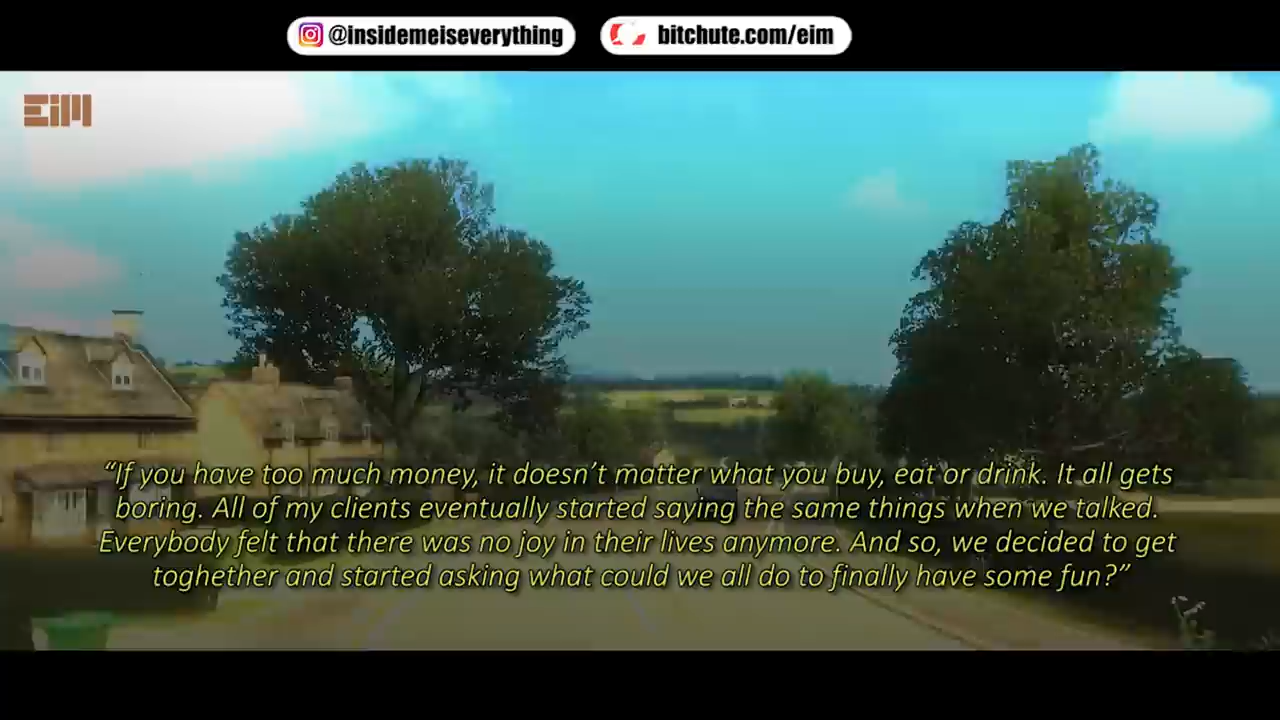 @insidemeiseverything bitchute.com/eim
EiM
“If you have too much money, it doesn’t matter what you buy, eat or drink. It all gets
boring. All of my clients eventually started saying the same things when we talked.
Everybody felt that there was no joy in their lives anymore. And so, we decided to get
toghether and started asking what could we all do to finally have some fun?”